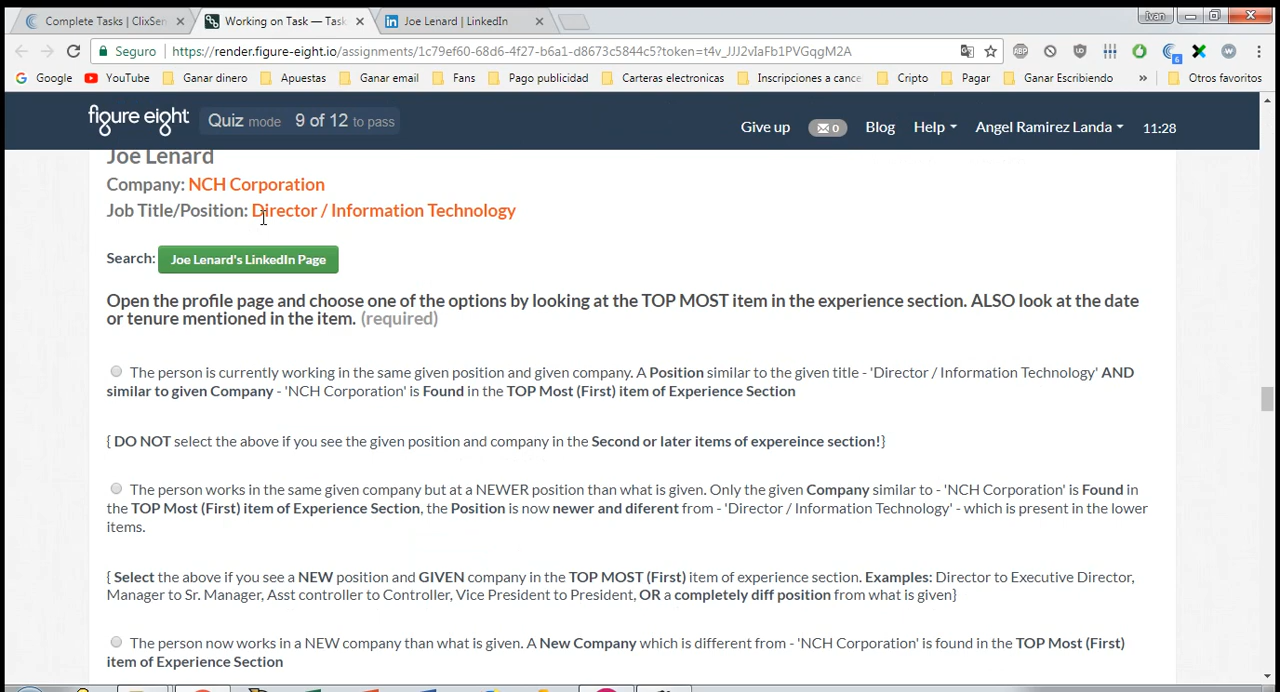 Complete Tasks | ClixSen
Working on Task — Task
Joe Lenard | LinkedIn
Ivan
Seguro
https://render.figure-eight.io/assignments/1c79ef60-68d6-4f27-b6a1-d8673c5844c5?token=t4v_JJJ2vIaFb1PVGqgM2A
ABP
6
W
Google
YouTube
Ganar dinero
Apuestas
Ganar email
Fans
Pago publicidad
Carteras electronicas
Inscripciones a cance
Cripto
Pagar
Ganar Escribiendo
»
Otros favoritos
figure eight
Quiz mode 9 of 12 to pass
Give up
0
Blog
Help
Angel Ramirez Landa
11:28
Joe Lenard
Company: NCH Corporation
Job Title/Position: Director / Information Technology
Search: Joe Lenard's LinkedIn Page
Open the profile page and choose one of the options by looking at the TOP MOST item in the experience section. ALSO look at the date
or tenure mentioned in the item. (required)
The person is currently working in the same given position and given company. A Position similar to the given title - 'Director / Information Technology' AND
similar to given Company - 'NCH Corporation' is Found in the TOP Most (First) item of Experience Section
{ DO NOT select the above if you see the given position and company in the Second or later items of expereince section!}
The person works in the same given company but at a NEWER position than what is given. Only the given Company similar to - 'NCH Corporation' is Found in
the TOP Most (First) item of Experience Section, the Position is now newer and diferent from - 'Director / Information Technology' - which is present in the lower
items.
{ Select the above if you see a NEW position and GIVEN company in the TOP MOST (First) item of experience section. Examples: Director to Executive Director,
Manager to Sr. Manager, Asst controller to Controller, Vice President to President, OR a completely diff position from what is given}
The person now works in a NEW company than what is given. A New Company which is different from - 'NCH Corporation' is found in the TOP Most (First)
item of Experience Section